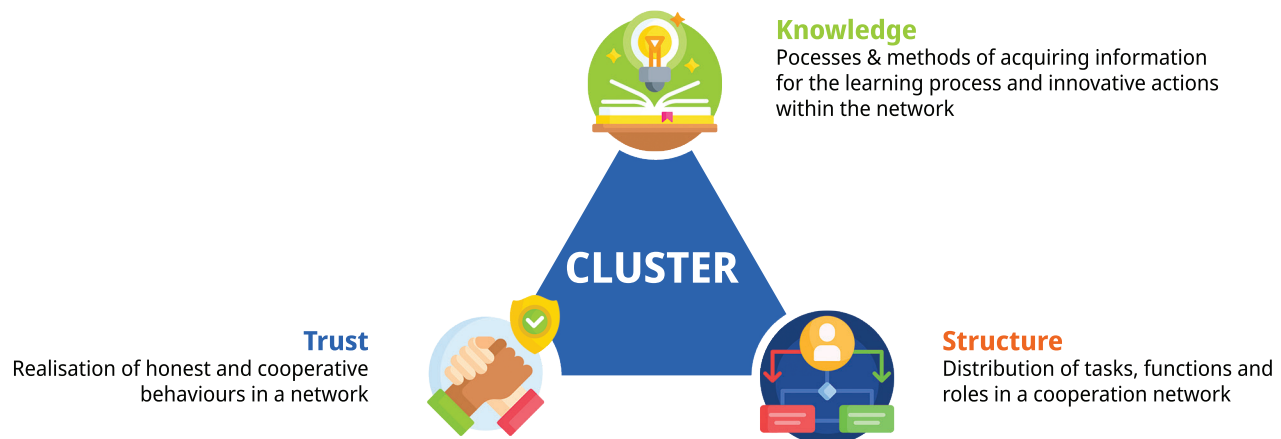 Knowledge
Pocesses & methods of acquiring information
for the learning process and innovative actions
within the network
CLUSTER
Trust
Realisation of honest and cooperative
behaviours in a network
Structure
Distribution of tasks, functions and
roles in a cooperation network